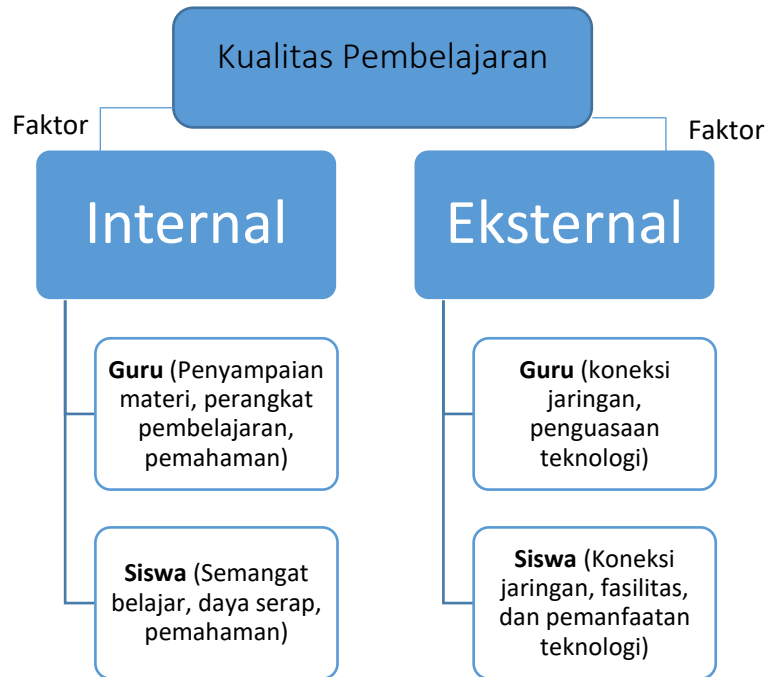 Kualitas Pembelajaran
Faktor
Faktor
Internal
Eksternal
Guru (Penyampaian
materi, perangkat
pembelajaran,
pemahaman)
Siswa (Semangat
belajar, daya serap,
pemahaman)
Guru (koneksi
jaringan,
penguasaan
teknologi)
Siswa (Koneksi
jaringan, fasilitas,
dan pemanfaatan
teknologi)